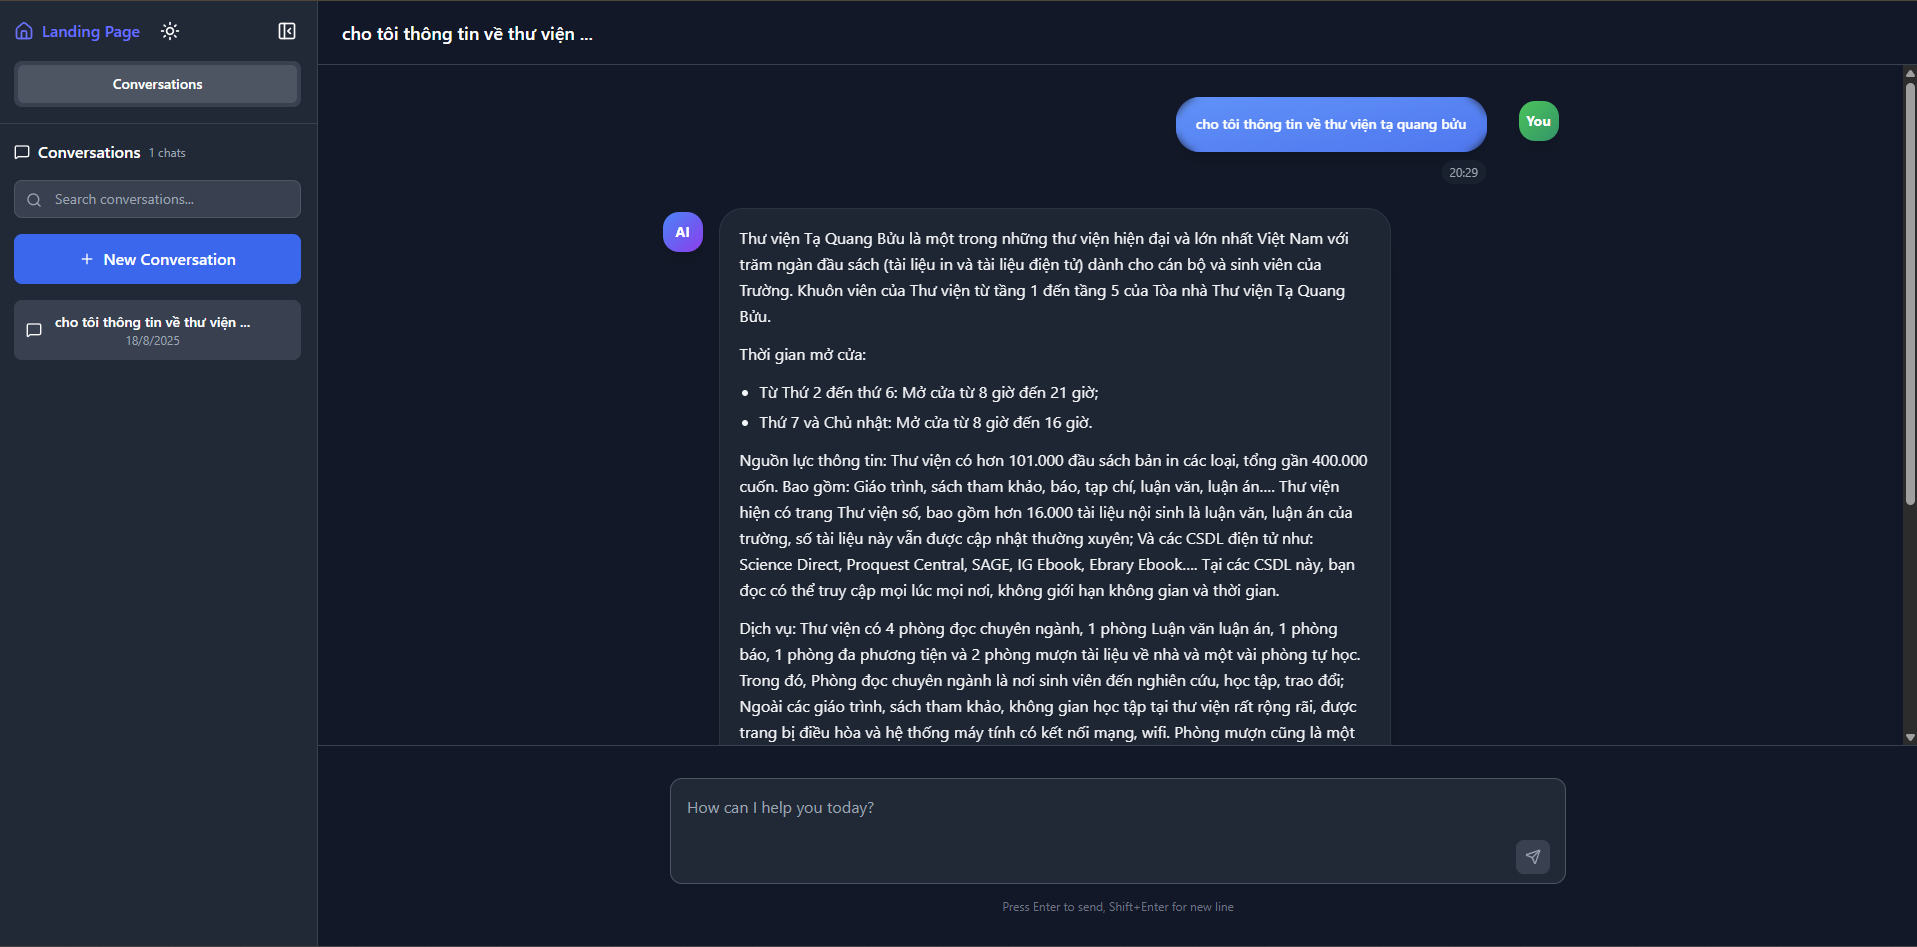 Landing Page
Conversations
Conversations 1 chats
Search conversations...
+ New Conversation
cho tôi thông tin về thư viện ...
18/8/2025
cho tôi thông tin về thư viện ...
cho tôi thông tin về thư viện tạ quang bửu
You
20:29
AI
Thư viện Tạ Quang Bửu là một trong những thư viện hiện đại và lớn nhất Việt Nam với
trăm ngàn đầu sách (tài liệu in và tài liệu điện tử) dành cho cán bộ và sinh viên của
Trường. Khuôn viên của Thư viện từ tầng 1 đến tầng 5 của Tòa nhà Thư viện Tạ Quang
Bửu.
Thời gian mở cửa:
• Từ Thứ 2 đến thứ 6: Mở cửa từ 8 giờ đến 21 giờ;
• Thứ 7 và Chủ nhật: Mở cửa từ 8 giờ đến 16 giờ.
Nguồn lực thông tin: Thư viện có hơn 101.000 đầu sách bản in các loại, tổng gần 400.000
cuốn. Bao gồm: Giáo trình, sách tham khảo, báo, tạp chí, luận văn, luận án.... Thư viện
hiện có trang Thư viện số, bao gồm hơn 16.000 tài liệu nội sinh là luận văn, luận án của
trường, số tài liệu này vẫn được cập nhật thường xuyên; Và các CSDL điện tử như:
Science Direct, Proquest Central, SAGE, IG Ebook, Ebrary Ebook.... Tại các CSDL này, bạn
đọc có thể truy cập mọi lúc mọi nơi, không giới hạn không gian và thời gian.
Dịch vụ: Thư viện có 4 phòng đọc chuyên ngành, 1 phòng Luận văn luận án, 1 phòng
báo, 1 phòng đa phương tiện và 2 phòng mượn tài liệu về nhà và một vài phòng tự học.
Trong đó, Phòng đọc chuyên ngành là nơi sinh viên đến nghiên cứu, học tập, trao đổi;
Ngoài các giáo trình, sách tham khảo, không gian học tập tại thư viện rất rộng rãi, được
trang bị điều hòa và hệ thống máy tính có kết nối mạng, wifi. Phòng mượn cũng là một
How can I help you today?
Press Enter to send, Shift+Enter for new line